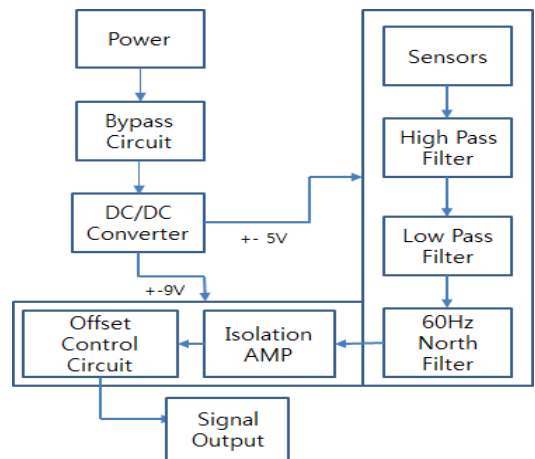 Power
Bypass
Circuit
DC/DC
Converter
+- 5V
+-9V
Sensors
High Pass
Filter
Low Pass
Filter
60Hz
North
Filter
Isolation
AMP
Offset
Control
Circuit
Signal
Output